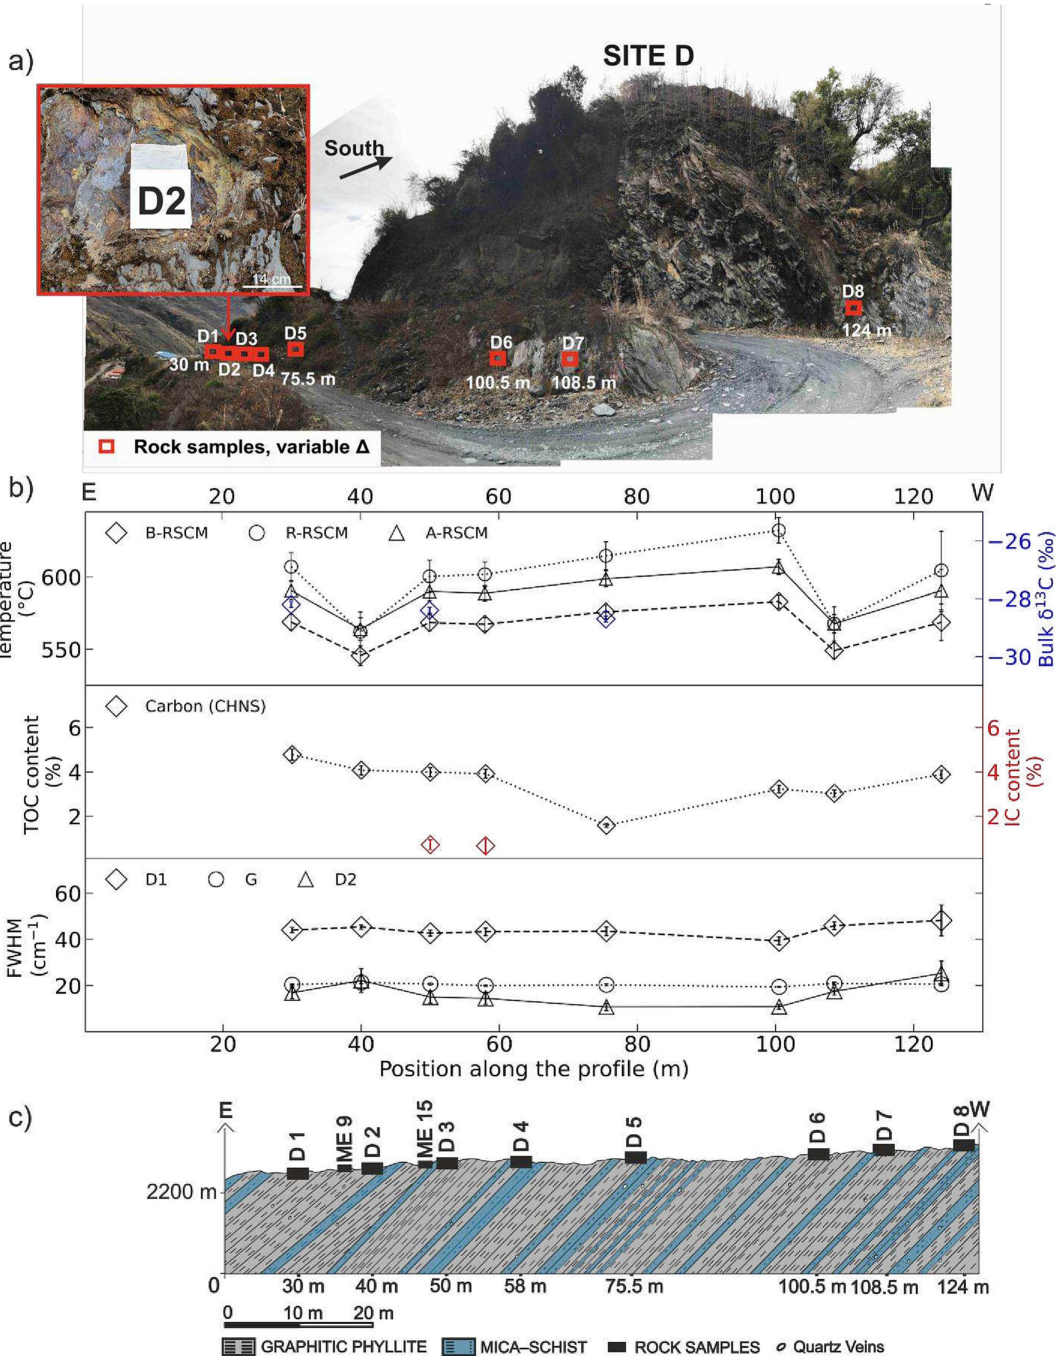 a)
SITE D
South
D2
14 cm
D1 D3 D5
30 m D2 D4 75.5 m
D6 D7
100.5 m 108.5 m
D8
124 m
Rock samples, variable Δ
b)
E 20 40 60 80 100 120 W
B-RSCM R-RSCM A-RSCM
Temperature
(°C)
600
550
−26
−28
−30
Bulk δ¹³C (‰)
Carbon (CHNS)
TOC content
(%)
6
4
2
6
4
2
IC content
(%)
D1 G D2
FWHM
(cm⁻¹)
60
40
20
20 40 60 80 100 120
Position along the profile (m)
c)
E W
D 1 ME 9 D 2 ME 15 D 3 D 4 D 5 D 6 D 7 D 8
2200 m
0 30 m 40 m 50 m 58 m 75.5 m 100.5 m 108.5 m 124 m
0 10 m 20 m
GRAPHITIC PHYLLITE MICA–SCHIST ROCK SAMPLES Quartz Veins